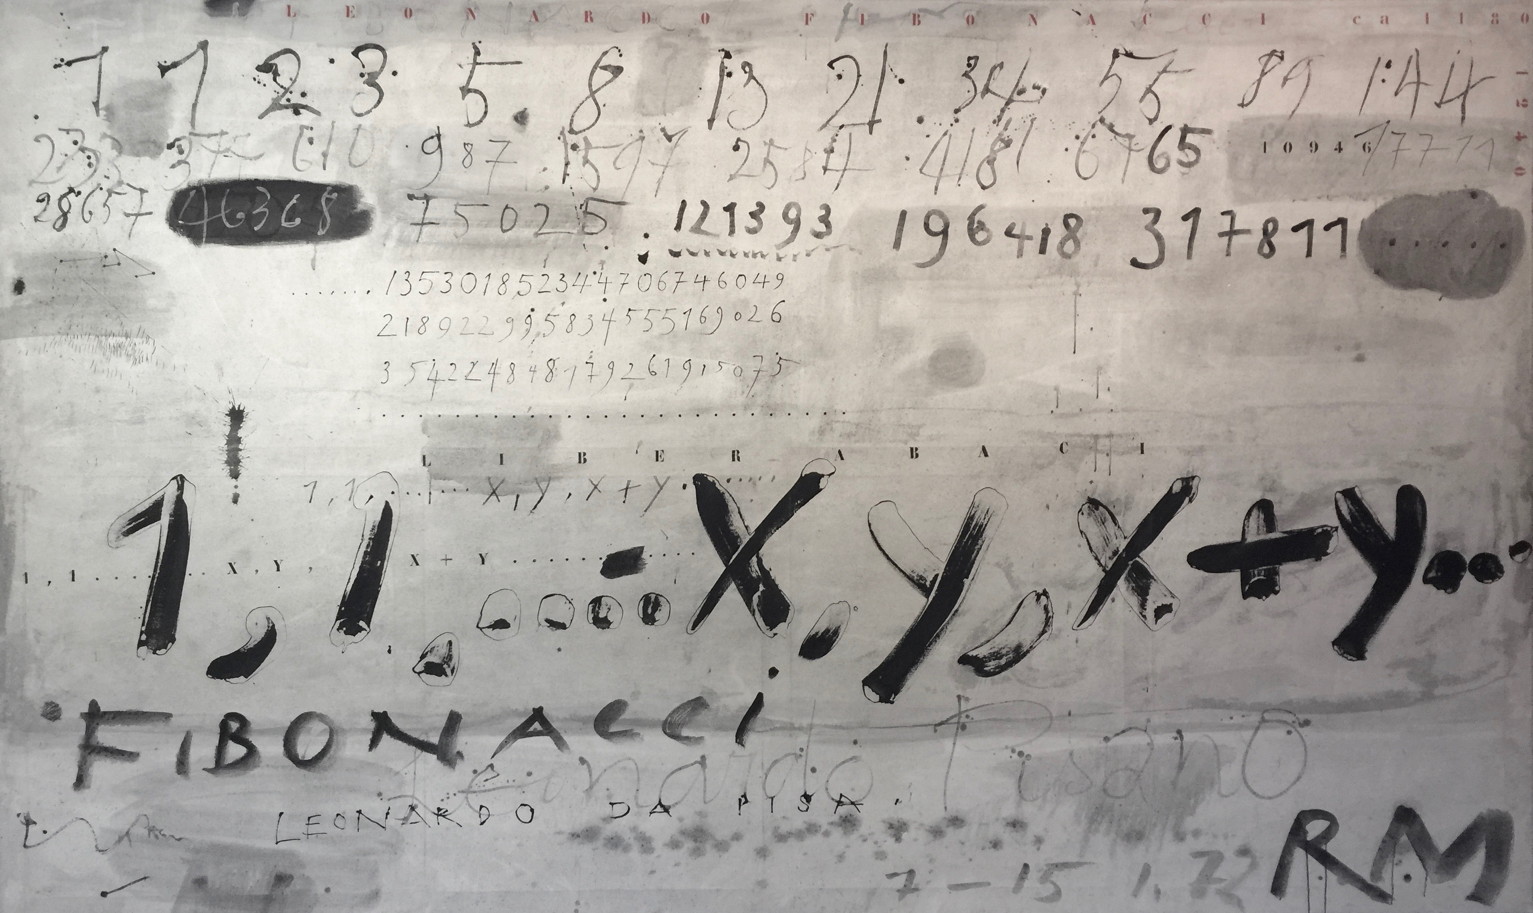 LEONARDO FIBONACCI ca1180
1240
1 1 2 3 5 8 13 21 34 55 89 144
233 377 610 987 1597 2584 4181 6765 10946 17711
28657 46368 75025 121393 196418 317811 .....
.......135301852344706746049
218922995834555169026
354224848179261915075
LIBER ABACI
1,1,.......X,Y,X+Y.......
1,1, ....X,Y,X+Y...
1,1..........X,Y, X+Y..........
FIBONACCI
Leonardo Pisano
LEONARDO DA PISA
7-15 1.72
RM